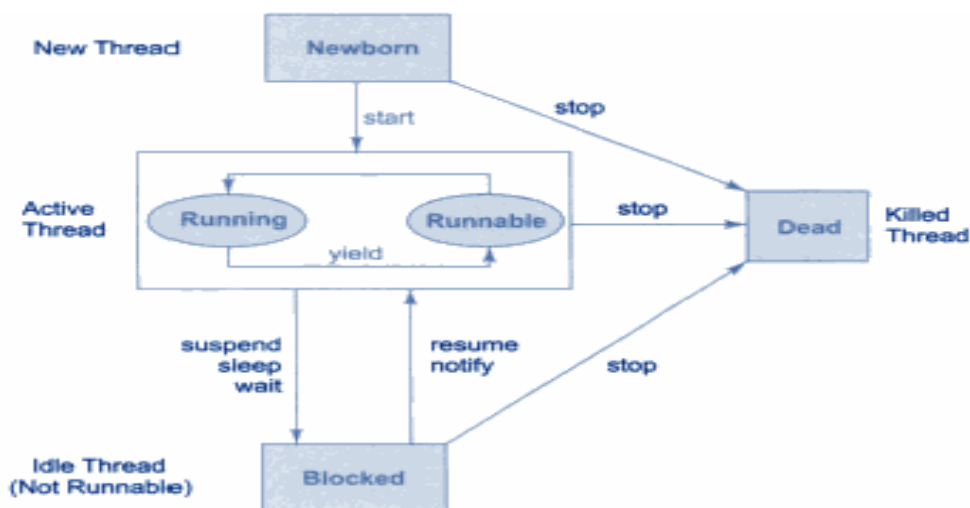 New Thread
Newborn
start
stop
Active
Thread
Running
Runnable
yield
stop
Dead
Killed
Thread
suspend
sleep
wait
resume
notify
stop
Idle Thread
(Not Runnable)
Blocked